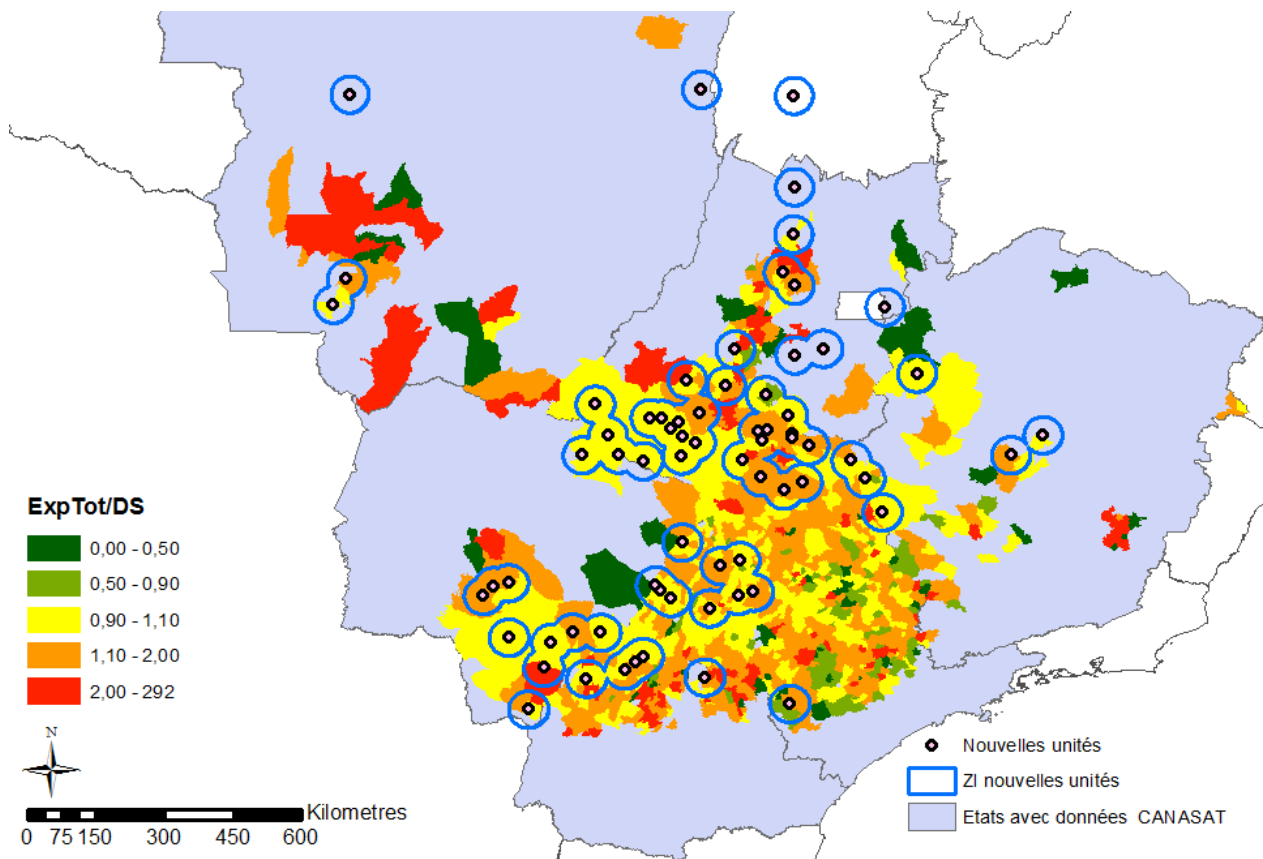 ExpTot/DS
0,00 - 0,50
0,50 - 0,90
0,90 - 1,10
1,10 - 2,00
2,00 - 292
N
Kilometres
0 75 150 300 450 600
Nouvelles unités
ZI nouvelles unités
Etats avec données CANASAT